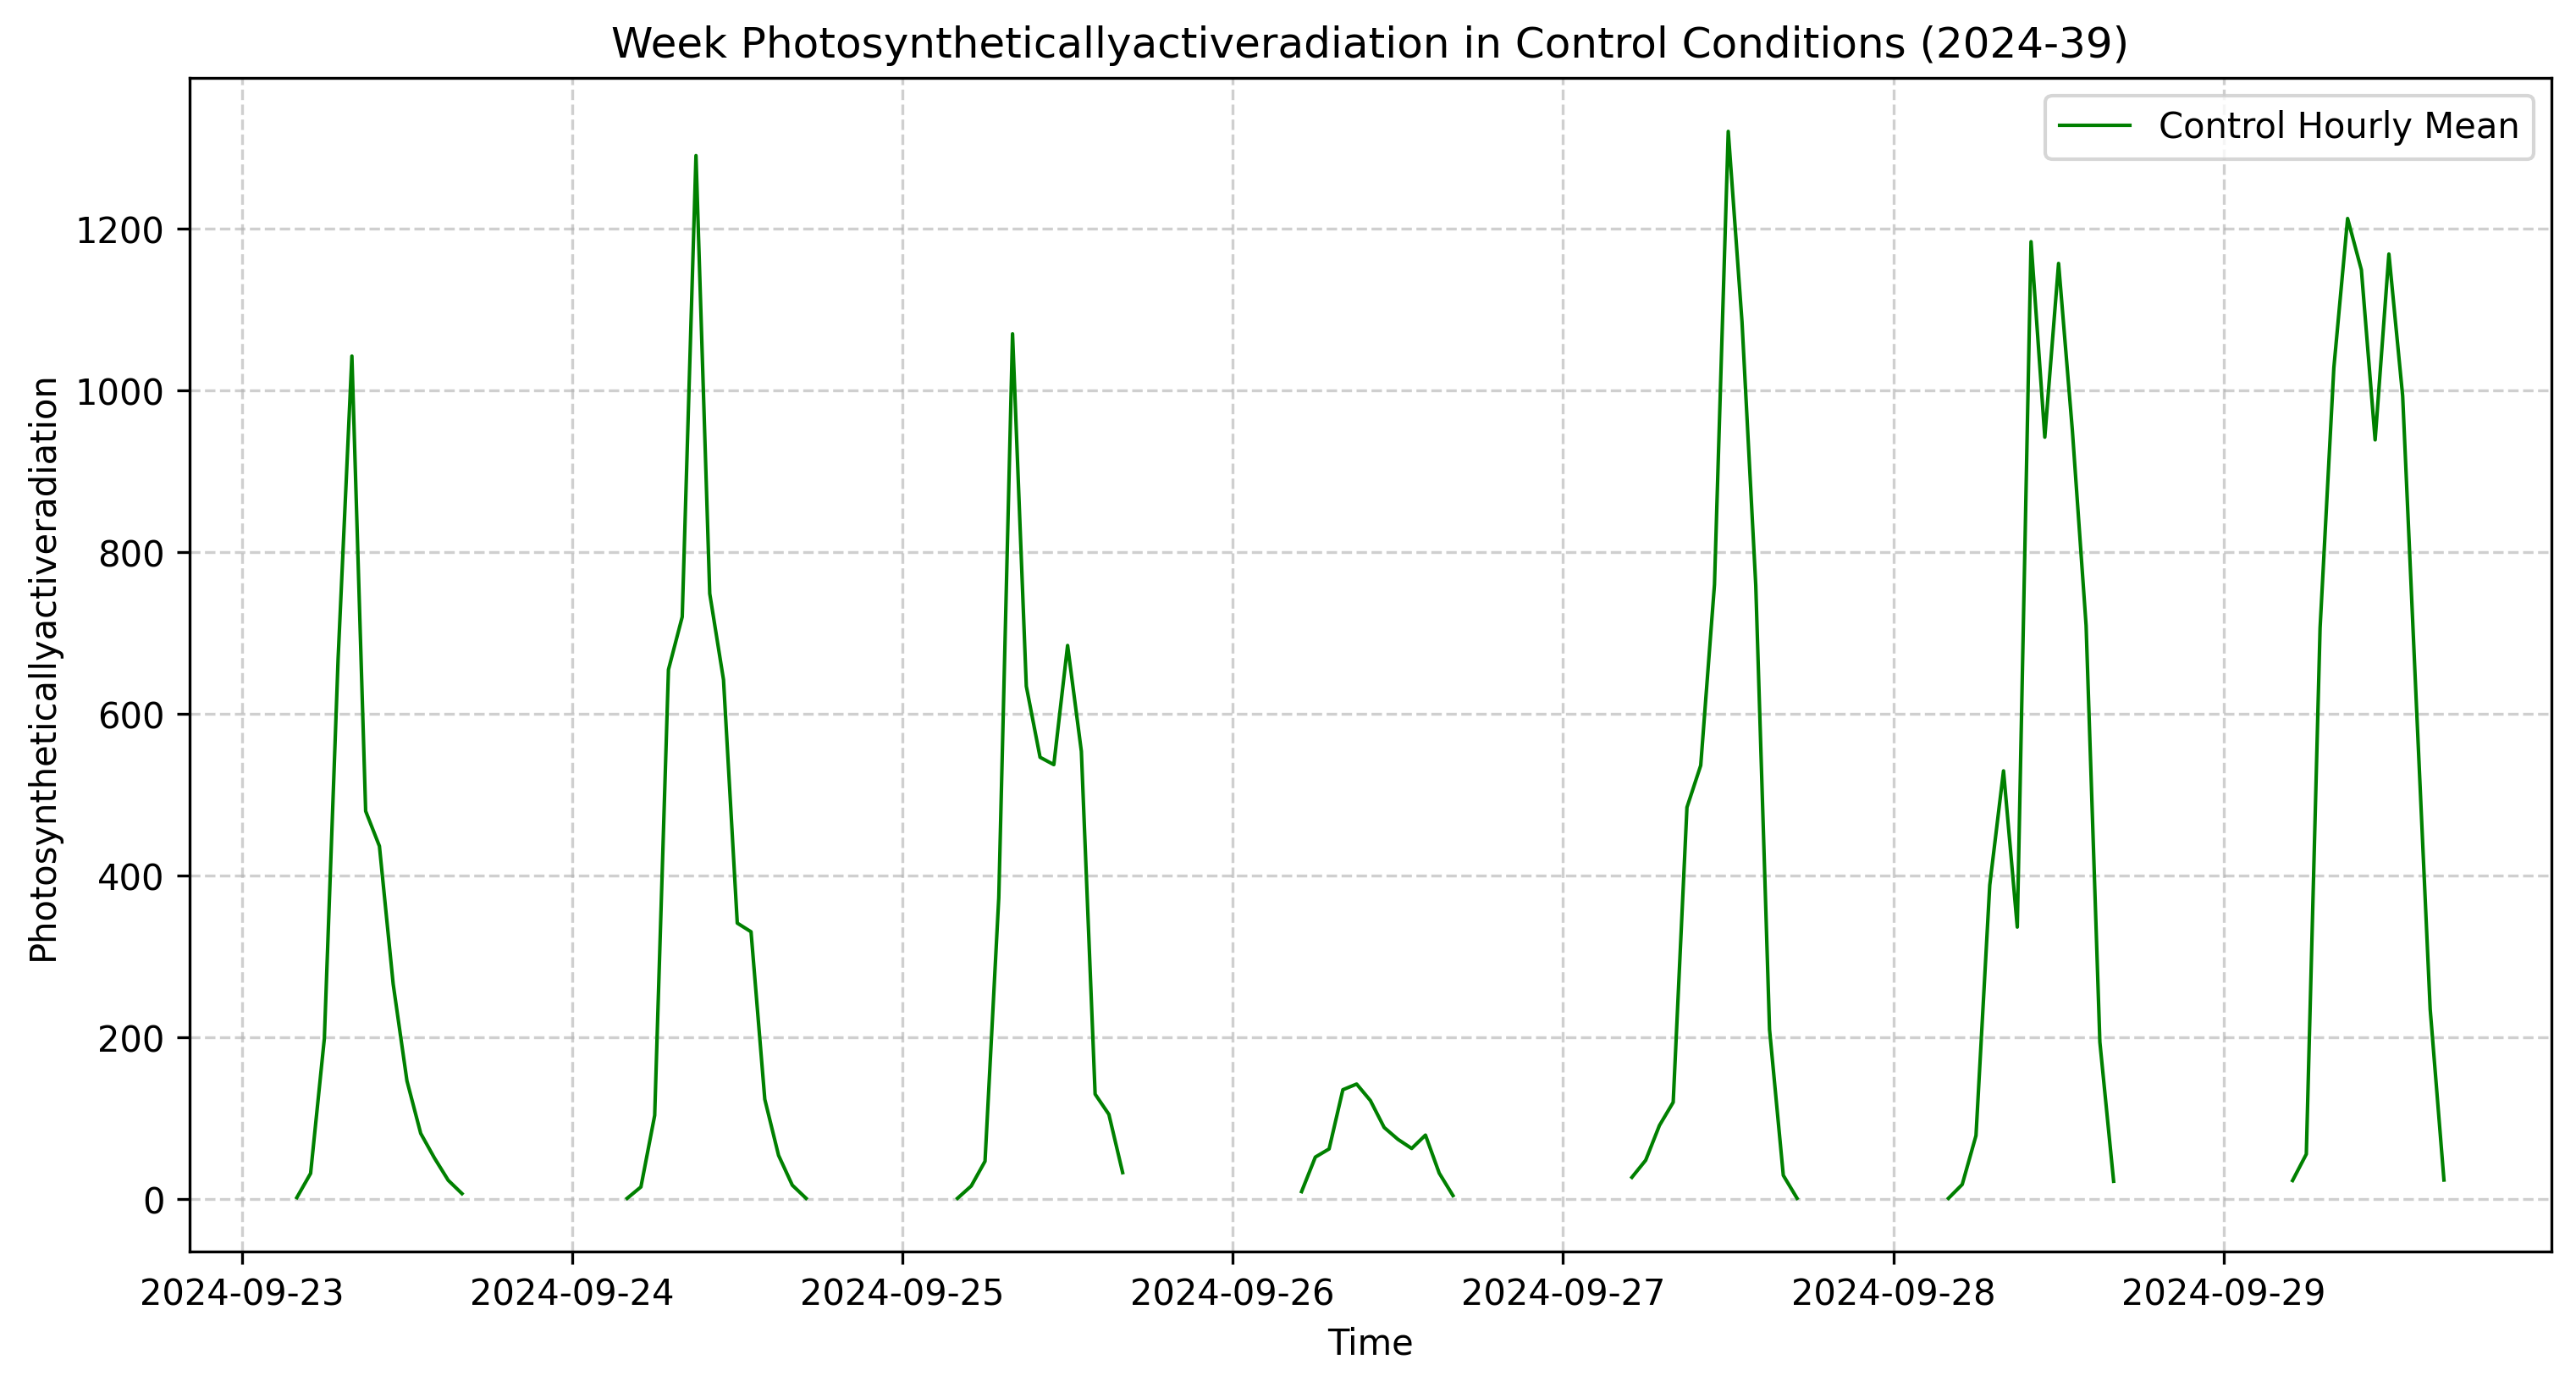 Week Photosyntheticallyactiveradiation in Control Conditions (2024-39)
Control Hourly Mean
Photosyntheticallyactiveradiation
1200
1000
800
600
400
200
0
2024-09-23 2024-09-24 2024-09-25 2024-09-26 2024-09-27 2024-09-28 2024-09-29
Time